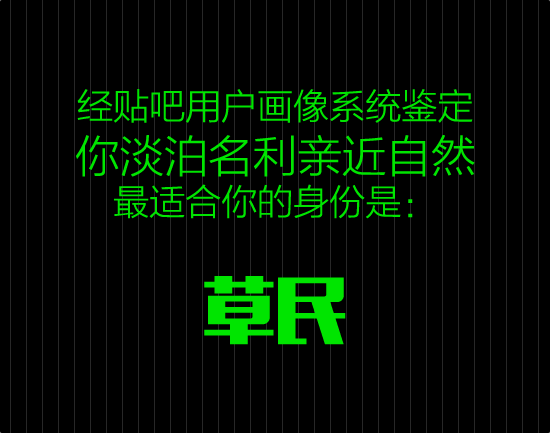 经贴吧用户画像系统鉴定
你淡泊名利亲近自然
最适合你的身份是：
草民